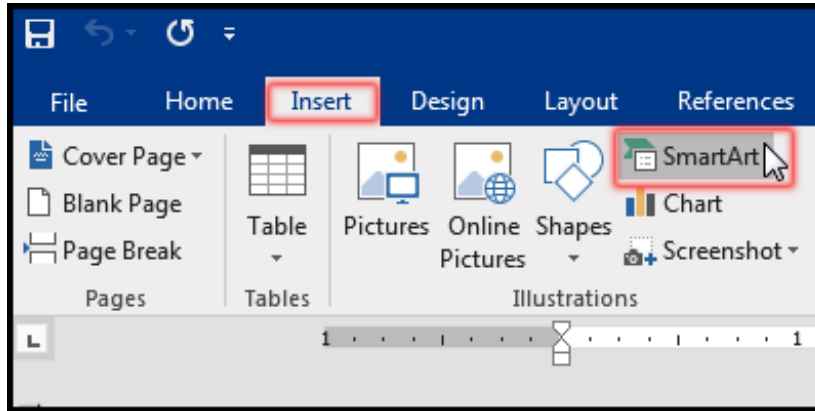 File Home Insert Design Layout References
Cover Page
Blank Page
Page Break
Table
Pictures
Online Pictures
Shapes
SmartArt
Chart
Screenshot
Pages Tables Illustrations
L 1 1